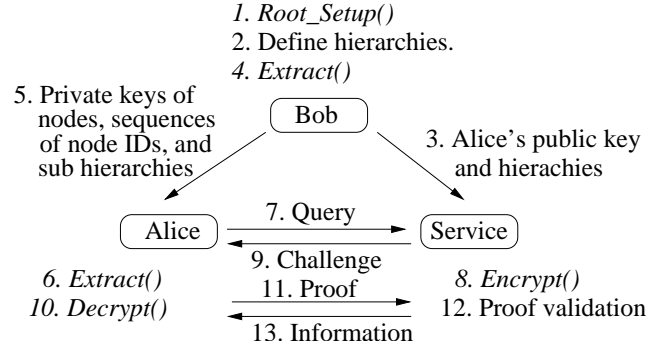 1. Root_Setup()
2. Define hierarchies.
4. Extract()
5. Private keys of
nodes, sequences
of node IDs, and
sub hierarchies
Bob
3. Alice's public key
and hierachies
Alice
7. Query
Service
9. Challenge
6. Extract()
11. Proof
8. Encrypt()
10. Decrypt()
12. Proof validation
13. Information